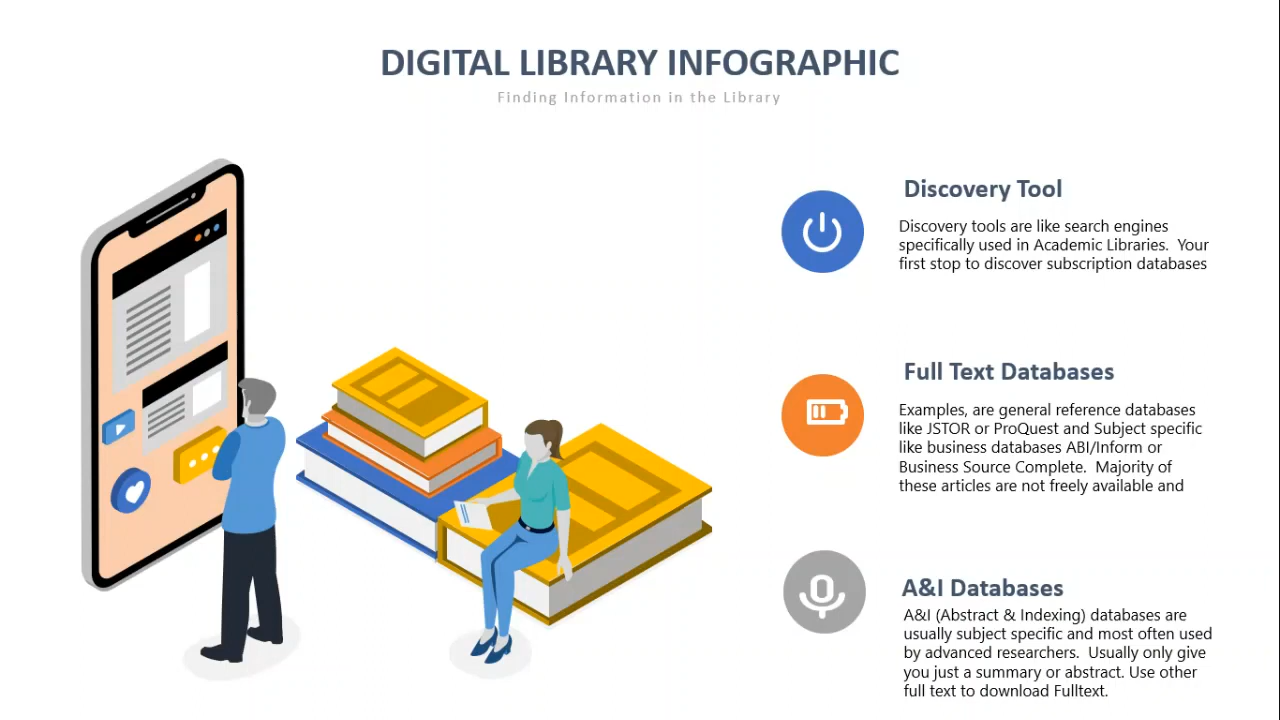 DIGITAL LIBRARY INFOGRAPHIC
Finding Information in the Library
Discovery Tool
Discovery tools are like search engines
specifically used in Academic Libraries.  Your
first stop to discover subscription databases
Full Text Databases
Examples, are general reference databases
like JSTOR or ProQuest and Subject specific
like business databases ABI/Inform or
Business Source Complete.  Majority of
these articles are not freely available and
A&I Databases
A&I (Abstract & Indexing) databases are
usually subject specific and most often used
by advanced researchers.  Usually only give
you just a summary or abstract. Use other
full text to download Fulltext.